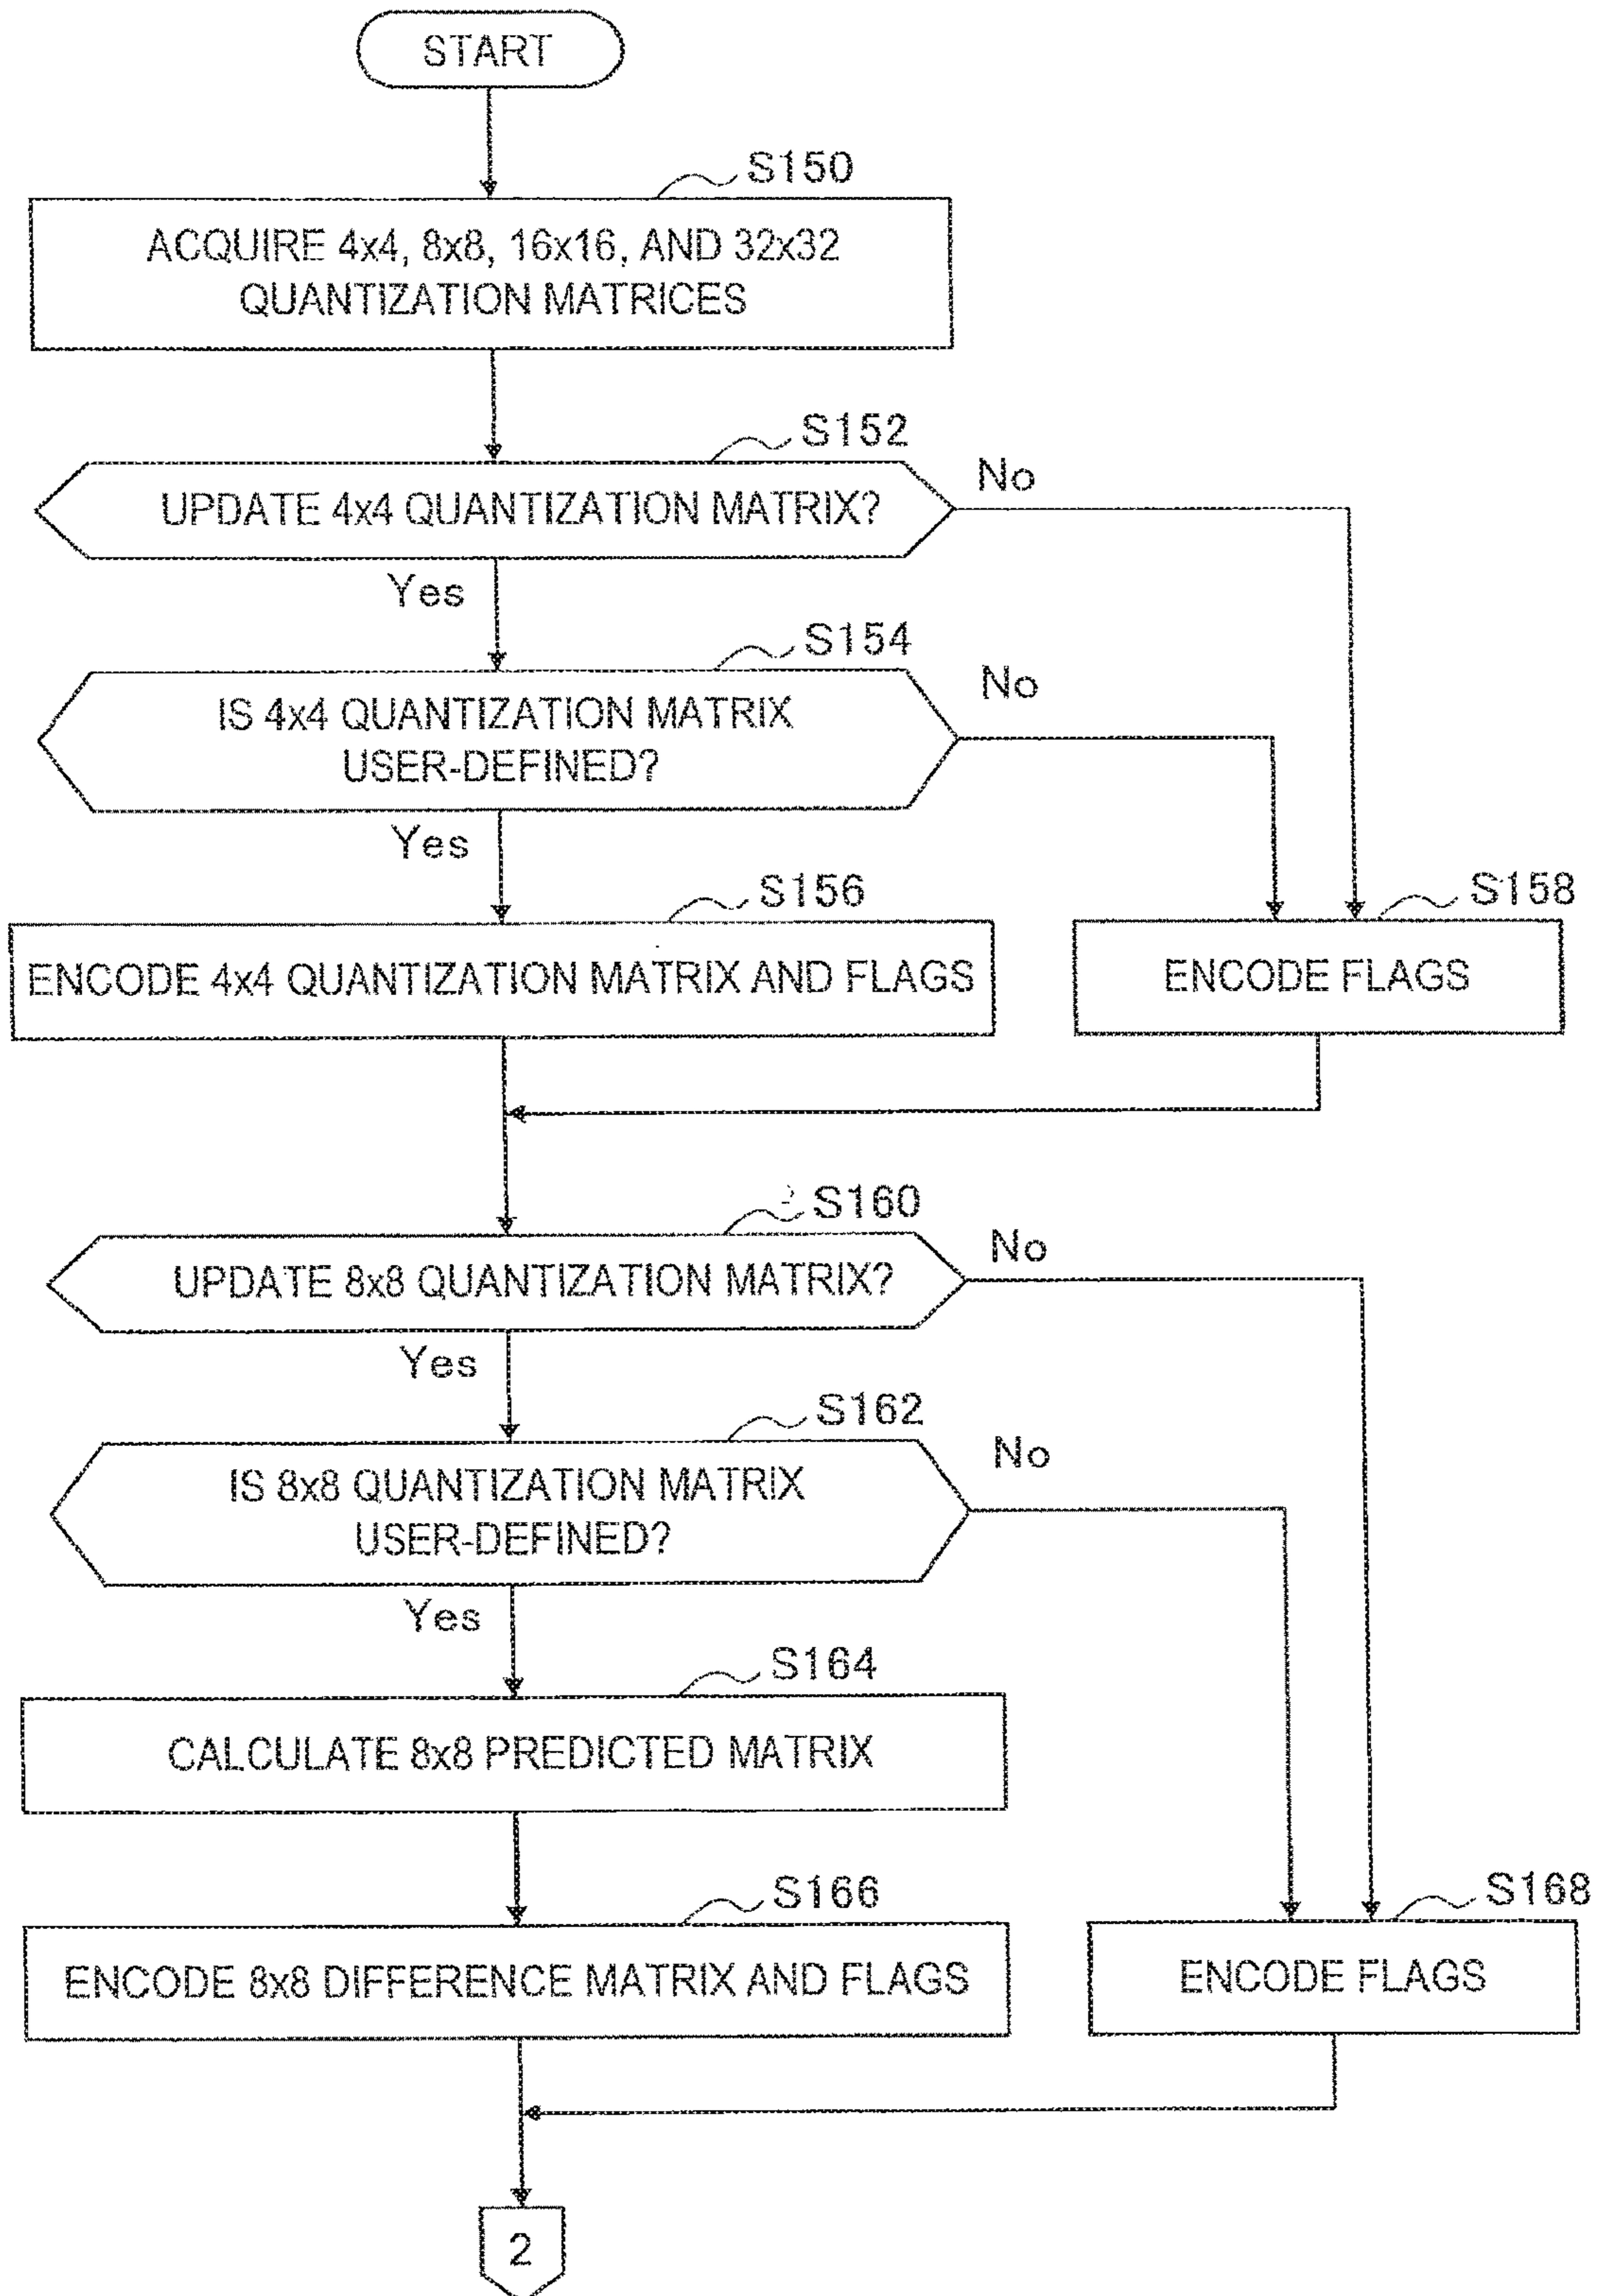 START
S150
ACQUIRE 4x4, 8x8, 16x16, AND 32x32
QUANTIZATION MATRICES
S152
UPDATE 4x4 QUANTIZATION MATRIX?
No
Yes
S154
IS 4x4 QUANTIZATION MATRIX
USER-DEFINED?
No
Yes
S156
ENCODE 4x4 QUANTIZATION MATRIX AND FLAGS
S158
ENCODE FLAGS
S160
UPDATE 8x8 QUANTIZATION MATRIX?
No
Yes
S162
IS 8x8 QUANTIZATION MATRIX
USER-DEFINED?
No
Yes
S164
CALCULATE 8x8 PREDICTED MATRIX
S166
ENCODE 8x8 DIFFERENCE MATRIX AND FLAGS
S168
ENCODE FLAGS
2